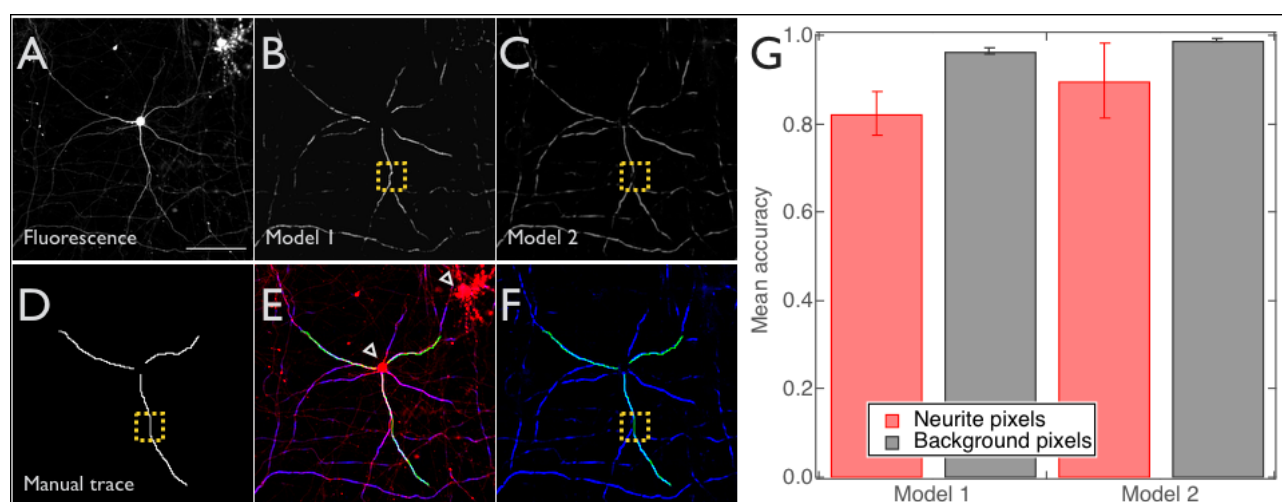 A
B
C
Fluorescence
Model 1
Model 2
D
E
F
Manual trace
G
Mean accuracy
1.0
0.8
0.6
0.4
0.2
0.0
Neurite pixels
Background pixels
Model 1
Model 2